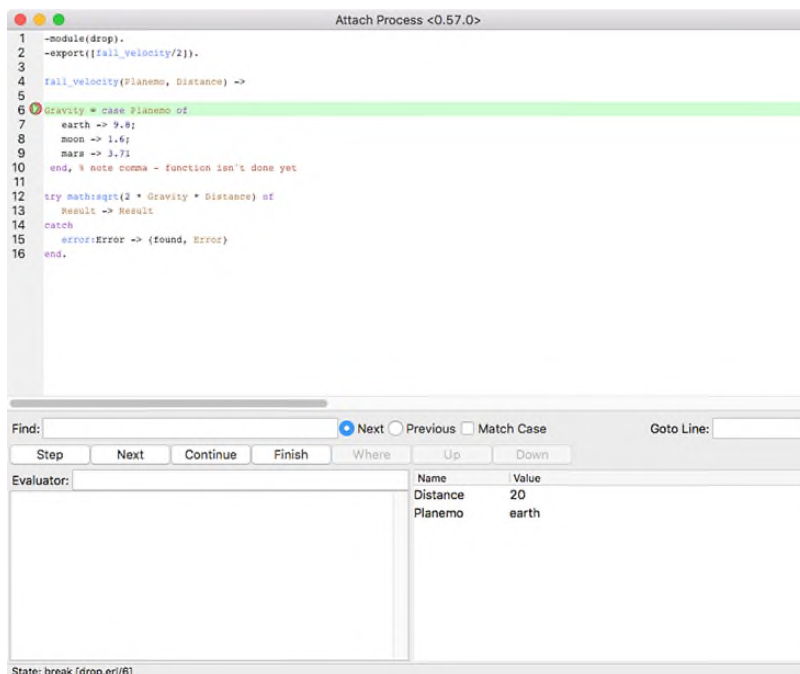 Attach Process <0.57.0>
1 -module(drop).
2 -export([fall_velocity/2]).
3
4 fall_velocity(Planemo, Distance) ->
5
6 Gravity = case Planemo of
7 earth -> 9.8;
8 moon -> 1.6;
9 mars -> 3.71
10 end, % note comma - function isn't done yet
11
12 try math:sqrt(2 * Gravity * Distance) of
13 Result -> Result
14 catch
15 error:Error -> {found, Error}
16 end.
Find: Next Previous Match Case Goto Line:
Step Next Continue Finish Where Up Down
Evaluator: Name Value
Distance 20
Planemo earth
State: break [drop.erl/6]